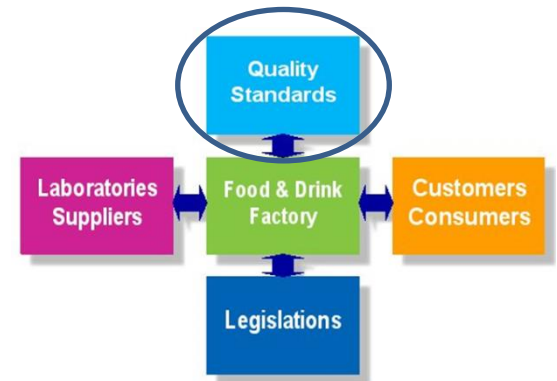 Quality
Standards
Laboratories
Suppliers
Food & Drink
Factory
Customers
Consumers
Legislations